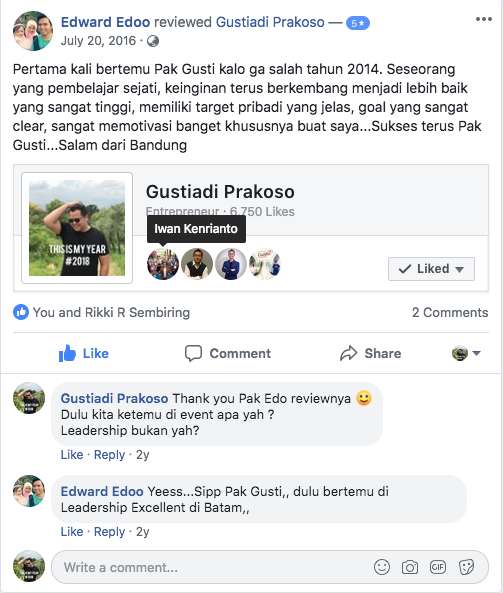 Edward Edoo reviewed Gustiadi Prakoso — 5★
July 20, 2016 ·
Pertama kali bertemu Pak Gusti kalo ga salah tahun 2014. Seseorang
yang pembelajar sejati, keinginan terus berkembang menjadi lebih baik
yang sangat tinggi, memiliki target pribadi yang jelas, goal yang sangat
clear, sangat memotivasi banget khususnya buat saya...Sukses terus Pak
Gusti...Salam dari Bandung
THIS IS MY YEAR
#2018
Gustiadi Prakoso
Entrepreneur · 6,750 Likes
Iwan Kenrianto
Liked
You and Rikki R Sembiring
2 Comments
Like Comment Share
Gustiadi Prakoso Thank you Pak Edo reviewnya 🙂
Dulu kita ketemu di event apa yah ?
Leadership bukan yah?
Like · Reply · 2y
Edward Edoo Yeess...Sipp Pak Gusti,, dulu bertemu di
Leadership Excellent di Batam,,
Like · Reply · 2y
Write a comment...
GIF